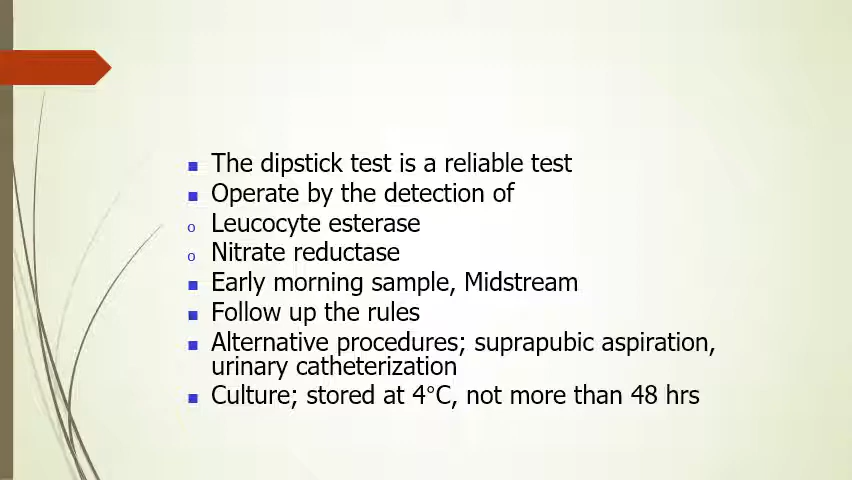 ■ The dipstick test is a reliable test
■ Operate by the detection of
o Leucocyte esterase
o Nitrate reductase
■ Early morning sample, Midstream
■ Follow up the rules
■ Alternative procedures; suprapubic aspiration,
urinary catheterization
■ Culture; stored at 4°C, not more than 48 hrs